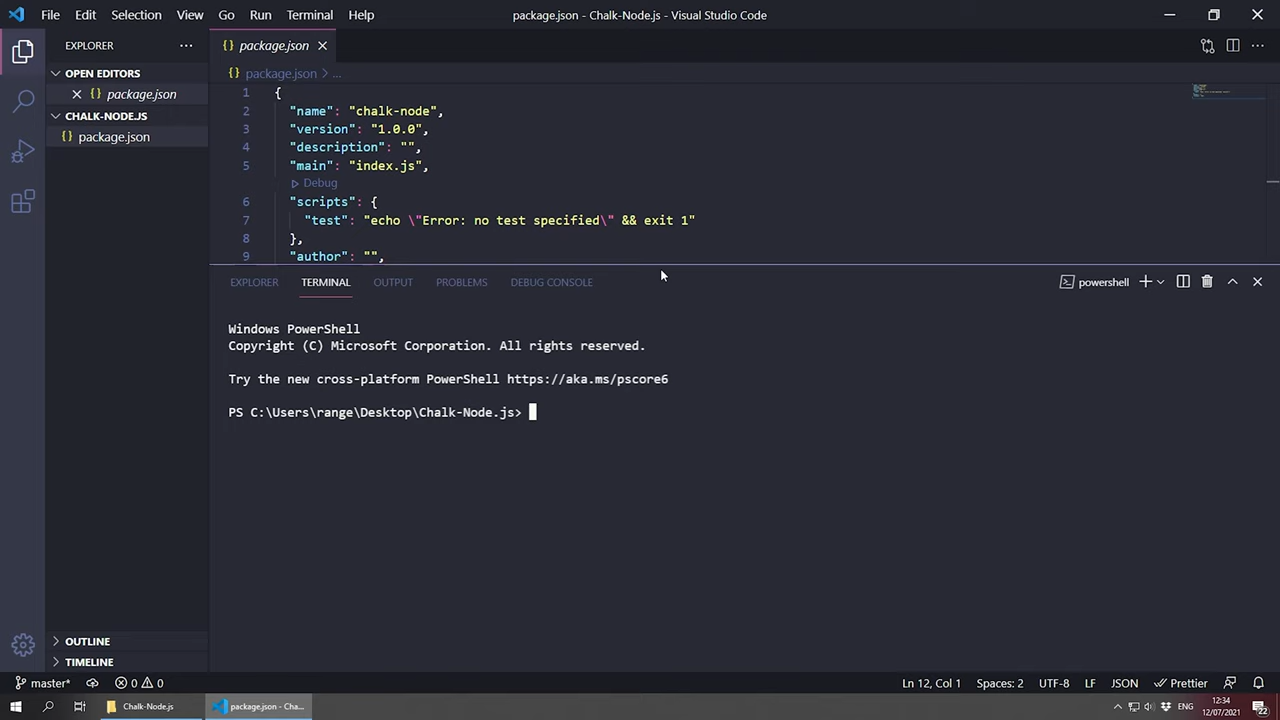 File Edit Selection View Go Run Terminal Help
package.json - Chalk-Node.js - Visual Studio Code
EXPLORER
package.json
OPEN EDITORS
package.json
CHALK-NODE.JS
package.json
package.json > ...
1 {
2 "name": "chalk-node",
3 "version": "1.0.0",
4 "description": "",
5 "main": "index.js",
Debug
6 "scripts": {
7 "test": "echo \"Error: no test specified\" && exit 1"
8 },
9 "author": "",
EXPLORER TERMINAL OUTPUT PROBLEMS DEBUG CONSOLE
powershell
Windows PowerShell
Copyright (C) Microsoft Corporation. All rights reserved.
Try the new cross-platform PowerShell https://aka.ms/pscore6
PS C:\Users\range\Desktop\Chalk-Node.js>
OUTLINE
TIMELINE
master* 0 0
Ln 12, Col 1 Spaces: 2 UTF-8 LF JSON Prettier
Chalk-Node.js
package.json - Cha...
12:34
12/07/2021
22